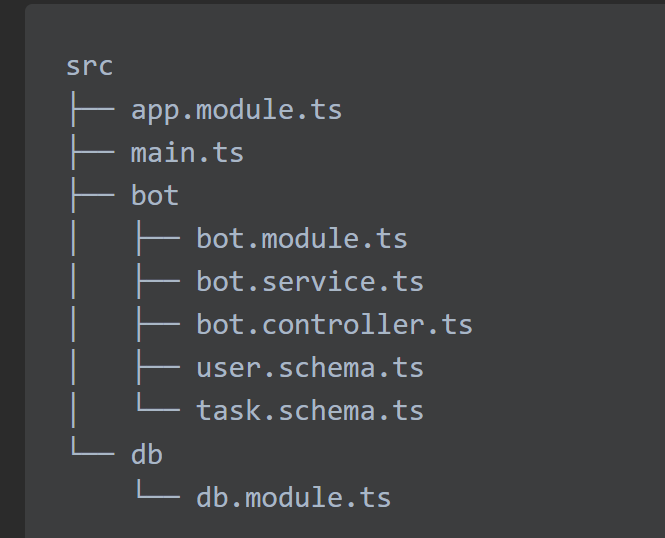 src
├── app.module.ts
├── main.ts
├── bot
│   ├── bot.module.ts
│   ├── bot.service.ts
│   ├── bot.controller.ts
│   ├── user.schema.ts
│   └── task.schema.ts
└── db
    └── db.module.ts